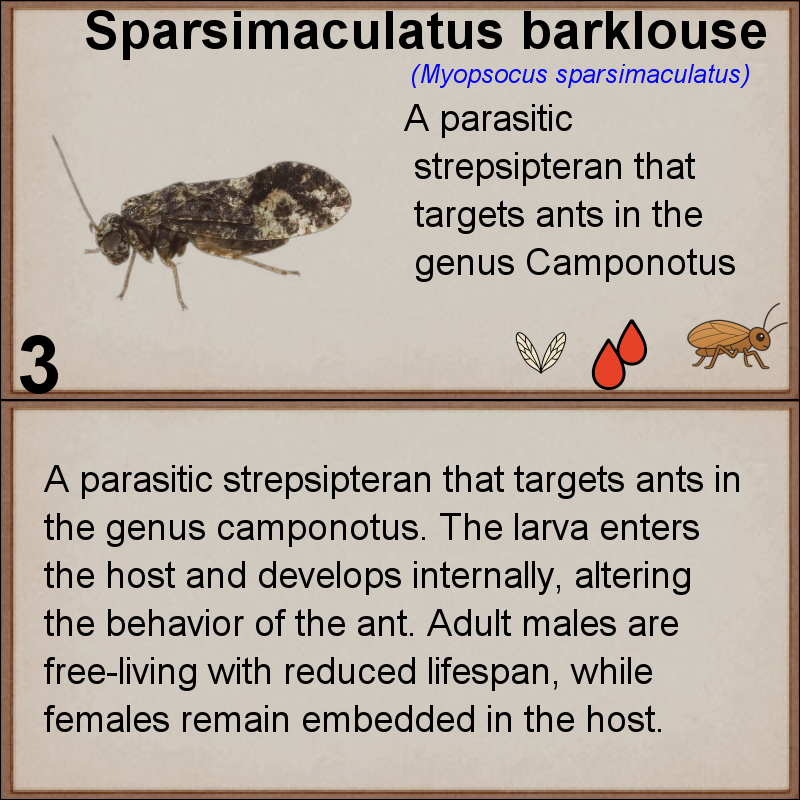 Sparsimaculatus barklouse
(Myopsocus sparsimaculatus)
A parasitic
strepsipteran that
targets ants in the
genus Camponotus
3
A parasitic strepsipteran that targets ants in
the genus camponotus. The larva enters
the host and develops internally, altering
the behavior of the ant. Adult males are
free-living with reduced lifespan, while
females remain embedded in the host.